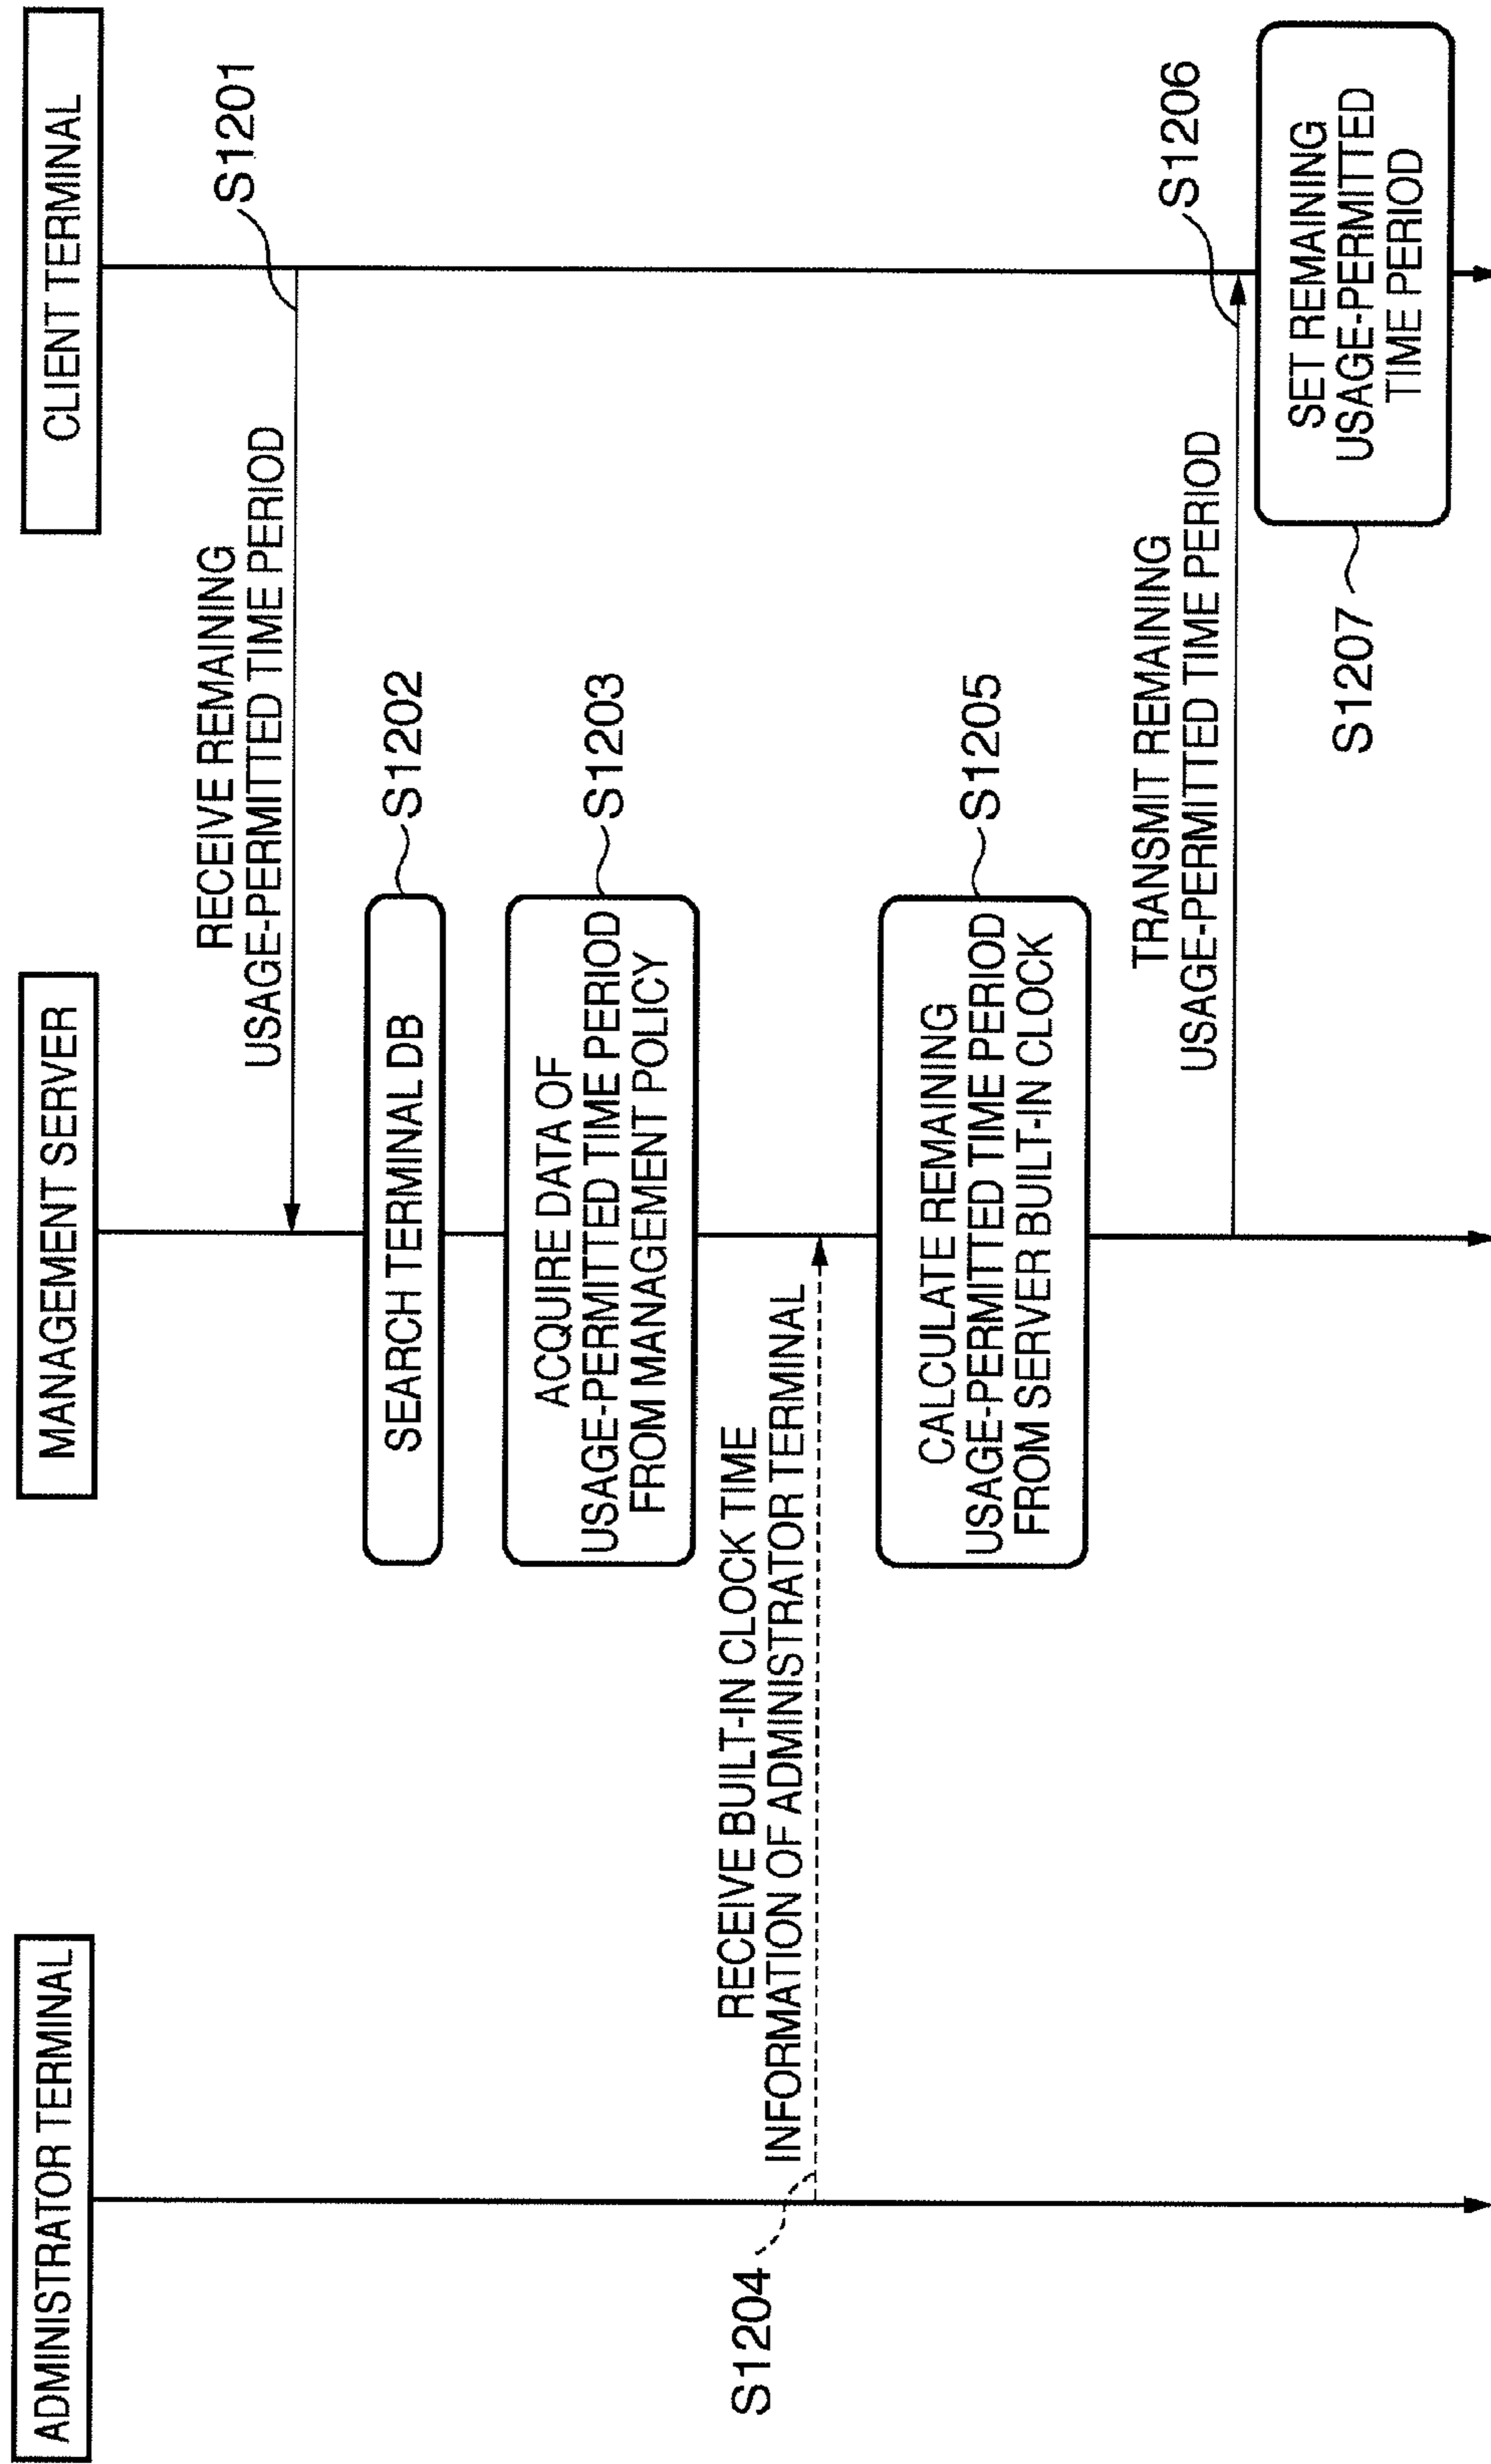 ADMINISTRATOR TERMINAL
MANAGEMENT SERVER
CLIENT TERMINAL
RECEIVE REMAINING
USAGE-PERMITTED TIME PERIOD
S1201
SEARCH TERMINAL DB
S1202
ACQUIRE DATA OF
USAGE-PERMITTED TIME PERIOD
FROM MANAGEMENT POLICY
S1203
S1204
RECEIVE BUILT-IN CLOCK TIME
INFORMATION OF ADMINISTRATOR TERMINAL
CALCULATE REMAINING
USAGE-PERMITTED TIME PERIOD
FROM SERVER BUILT-IN CLOCK
S1205
TRANSMIT REMAINING
USAGE-PERMITTED TIME PERIOD
S1206
S1207
SET REMAINING
USAGE-PERMITTED
TIME PERIOD